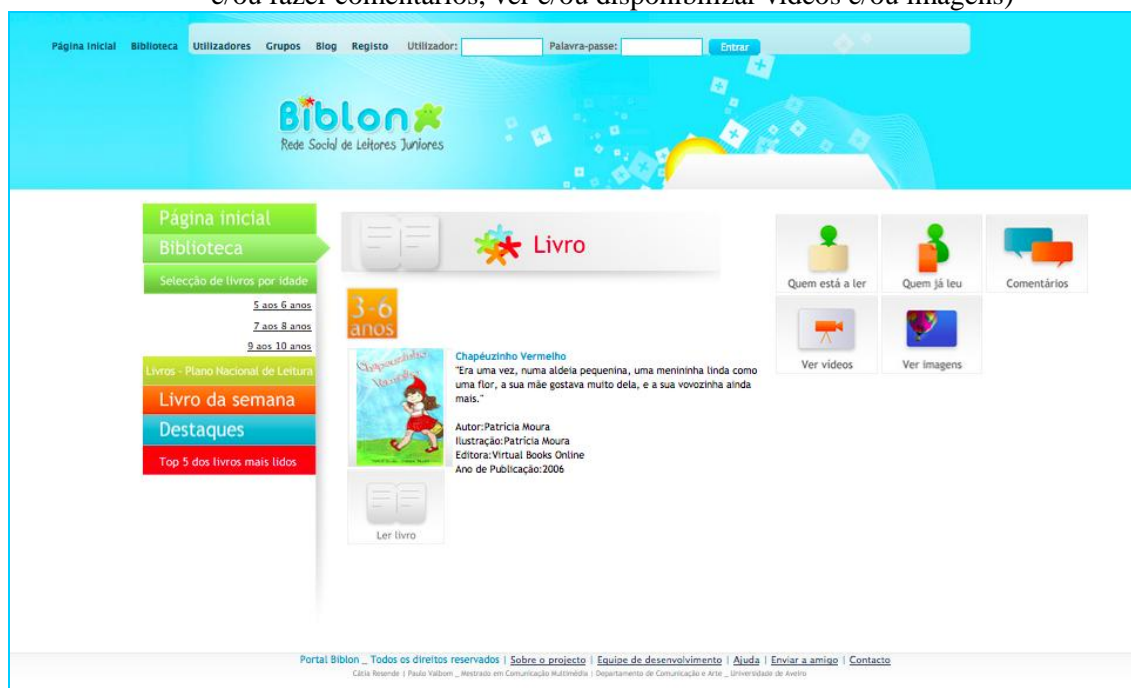 e/ou fazer comentários, ver e/ou disponibilizar vídeos e/ou imagens)
Página Inicial Biblioteca Utilizadores Grupos Blog Registo Utilizador: Palavra-passe: Entrar
Biblon
Rede Social de Leitores Juniores
Página inicial
Biblioteca
Selecção de livros por idade
5 aos 6 anos
7 aos 8 anos
9 aos 10 anos
Livros - Plano Nacional de Leitura
Livro da semana
Destaques
Top 5 dos livros mais lidos
Livro
3-6
anos
Chapéuzinho
Vermelho
Chapéuzinho Vermelho
"Era uma vez, numa aldeia pequenina, uma menininha linda como
uma flor, a sua mãe gostava muito dela, e a sua vovozinha ainda
mais."
Autor:Patrícia Moura
Ilustração:Patrícia Moura
Editora:Virtual Books Online
Ano de Publicação:2006
Ler livro
Quem está a ler
Quem já leu
Comentários
Ver vídeos
Ver imagens
Portal Biblon _ Todos os direitos reservados | Sobre o projecto | Equipe de desenvolvimento | Ajuda | Enviar a amigo | Contacto
Cátia Resende | Paulo Valbom _ Mestrado em Comunicação Multimédia | Departamento de Comunicação e Arte _ Universidade de Aveiro